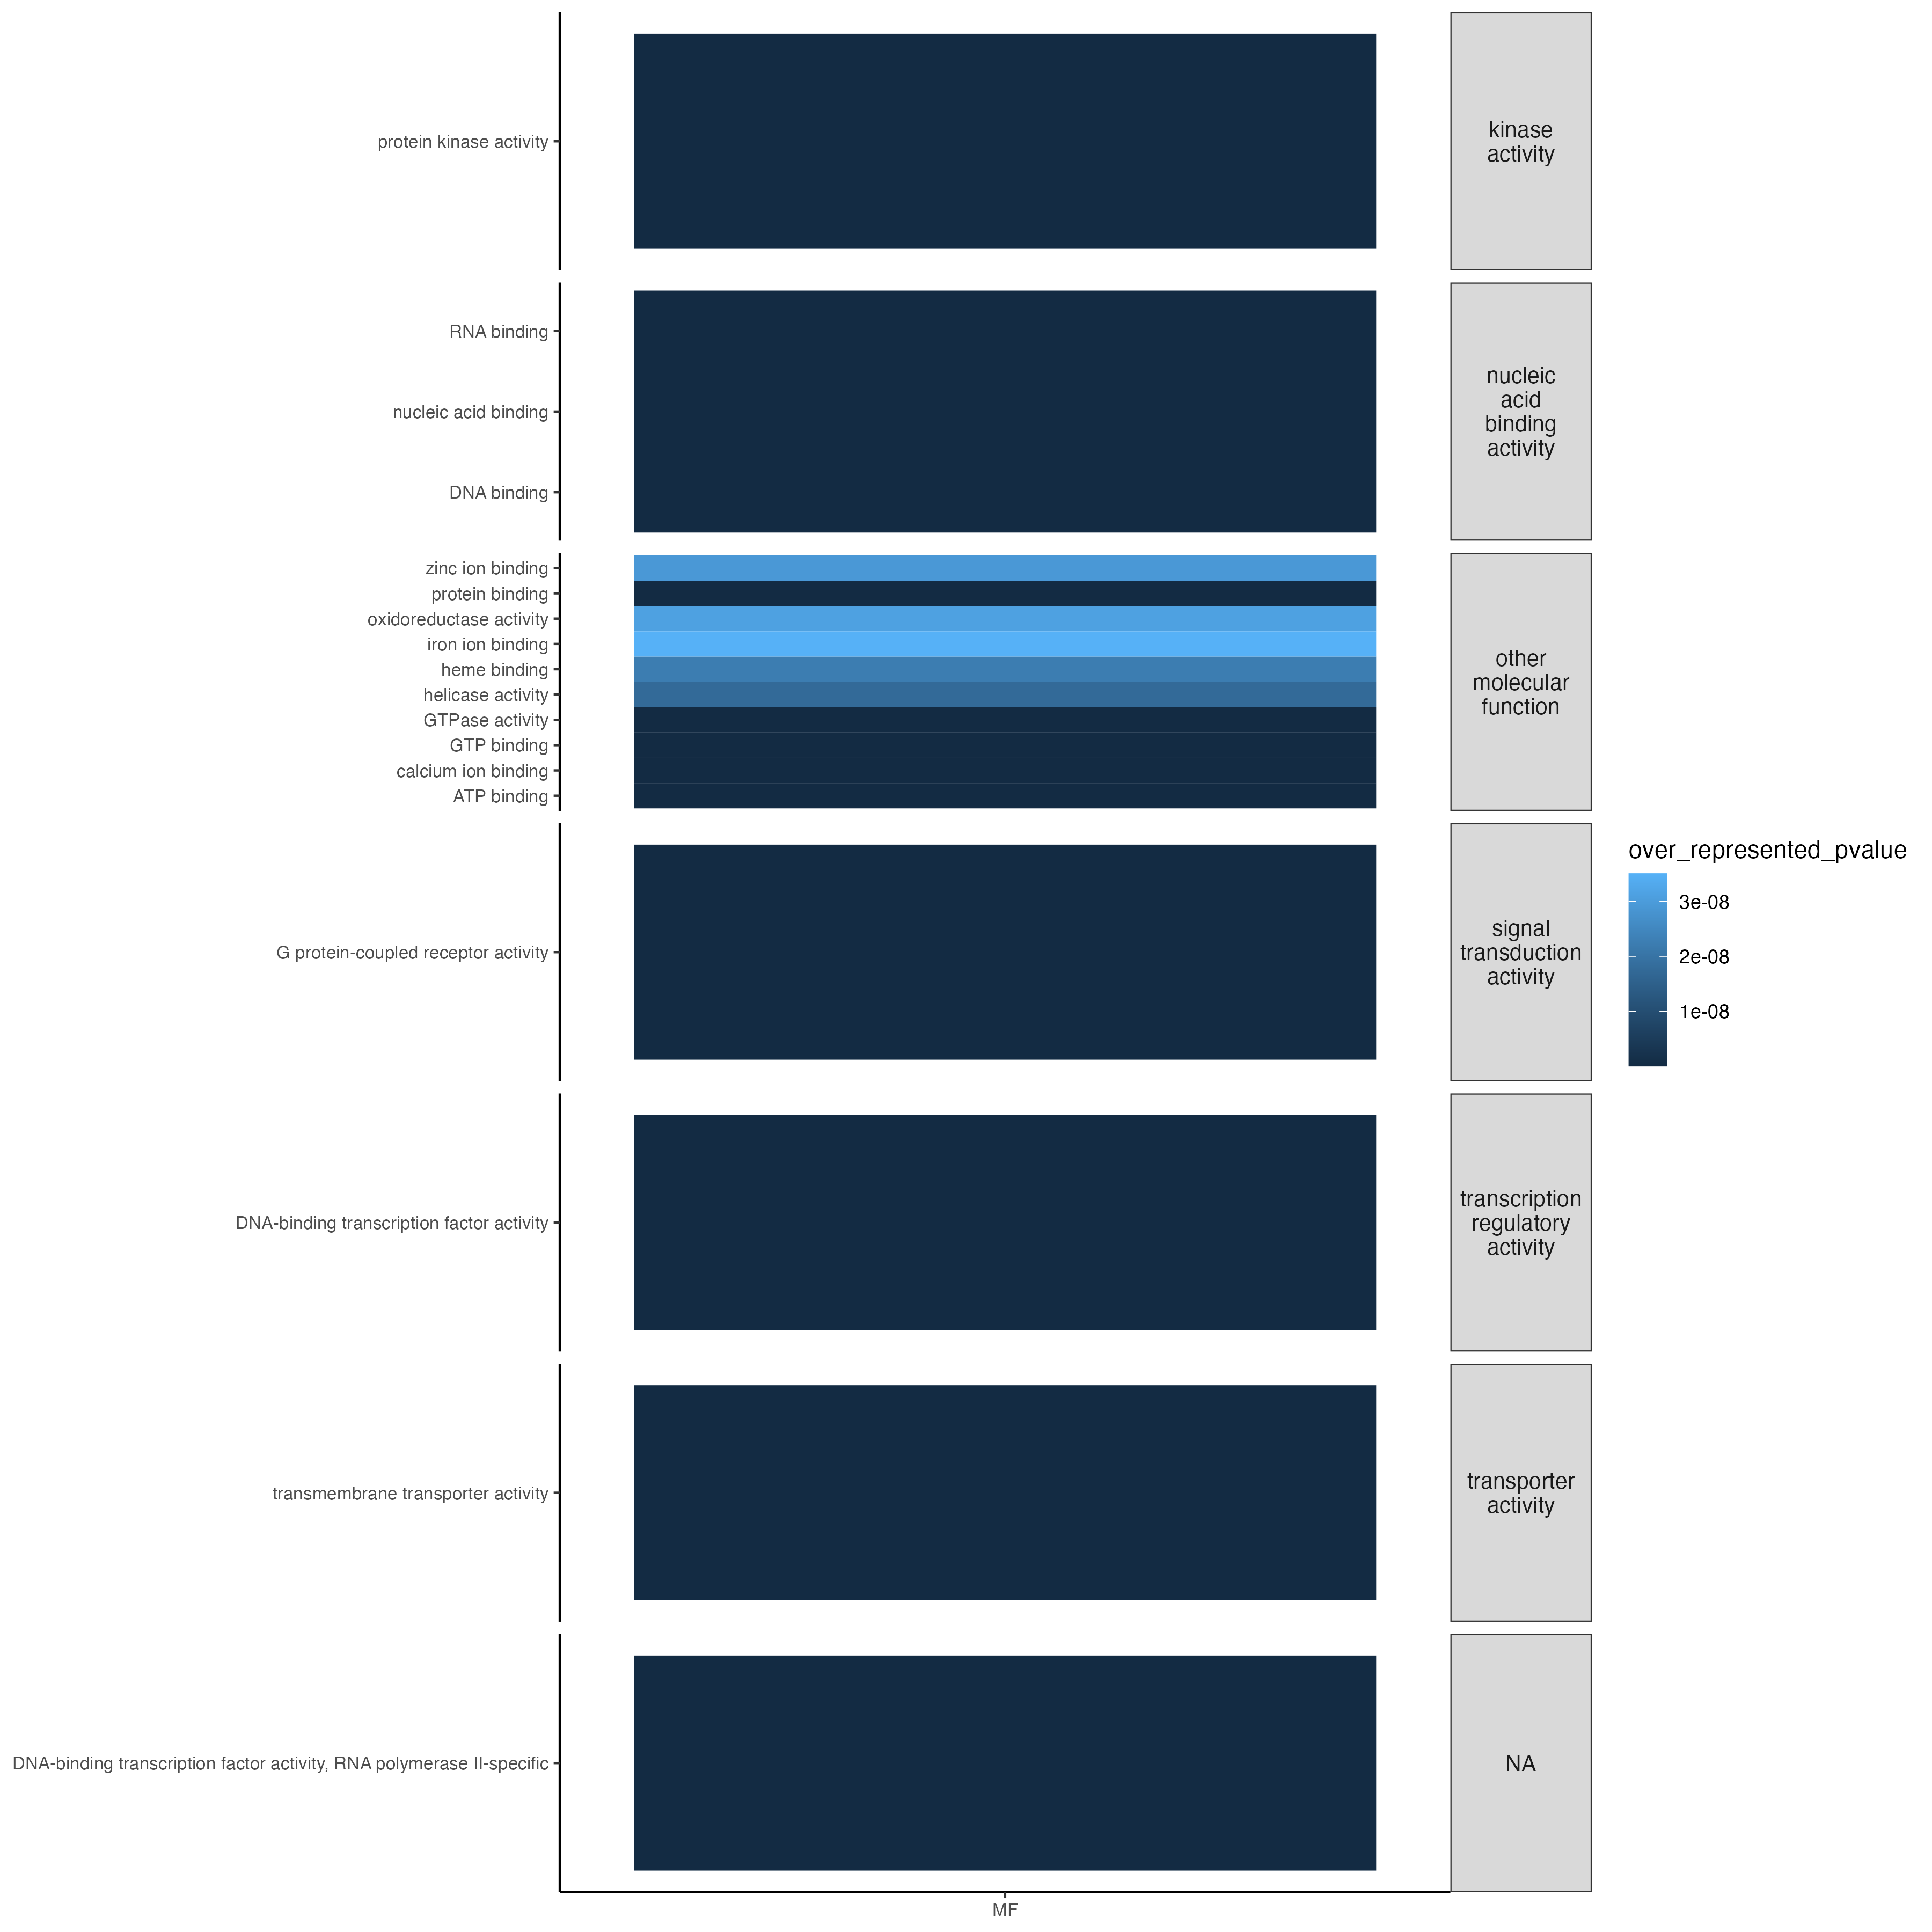 protein kinase activity
kinase
activity
RNA binding
nucleic acid binding
DNA binding
nucleic
acid
binding
activity
zinc ion binding
protein binding
oxidoreductase activity
iron ion binding
heme binding
helicase activity
GTPase activity
GTP binding
calcium ion binding
ATP binding
other
molecular
function
G protein-coupled receptor activity
signal
transduction
activity
DNA-binding transcription factor activity
transcription
regulatory
activity
transmembrane transporter activity
transporter
activity
DNA-binding transcription factor activity, RNA polymerase II-specific
NA
MF
over_represented_pvalue
3e-08
2e-08
1e-08